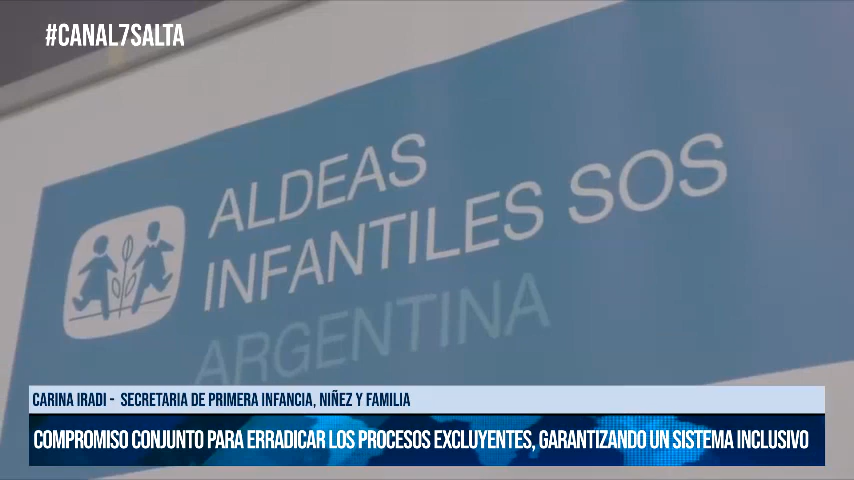 #CANAL7SALTA
ALDEAS
INFANTILES SOS
ARGENTINA
CARINA IRADI - SECRETARIA DE PRIMERA INFANCIA, NIÑEZ Y FAMILIA
COMPROMISO CONJUNTO PARA ERRADICAR LOS PROCESOS EXCLUYENTES, GARANTIZANDO UN SISTEMA INCLUSIVO